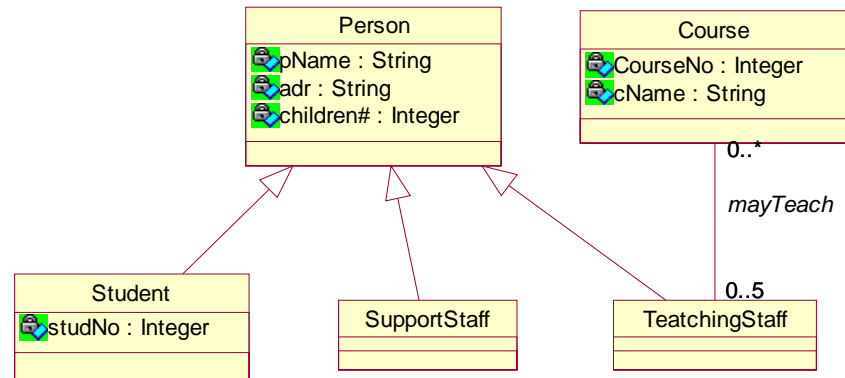 Person
pName : String
adr : String
children# : Integer
Course
CourseNo : Integer
cName : String
0..*
mayTeach
0..5
Student
studNo : Integer
SupportStaff
TeatchingStaff